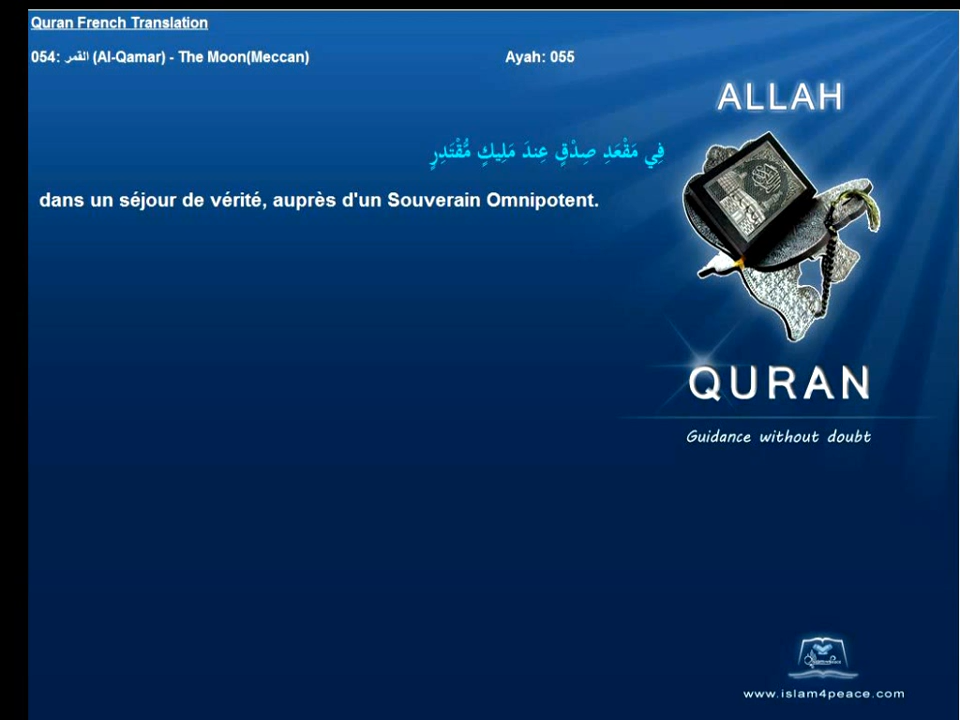 Quran French Translation
054: القمر (Al-Qamar) - The Moon(Meccan) Ayah: 055
ALLAH
فِي مَقْعَدِ صِدْقٍ عِندَ مَلِيكٍ مُّقْتَدِرٍ
dans un séjour de vérité, auprès d'un Souverain Omnipotent.
QURAN
Guidance without doubt
www.islam4peace.com